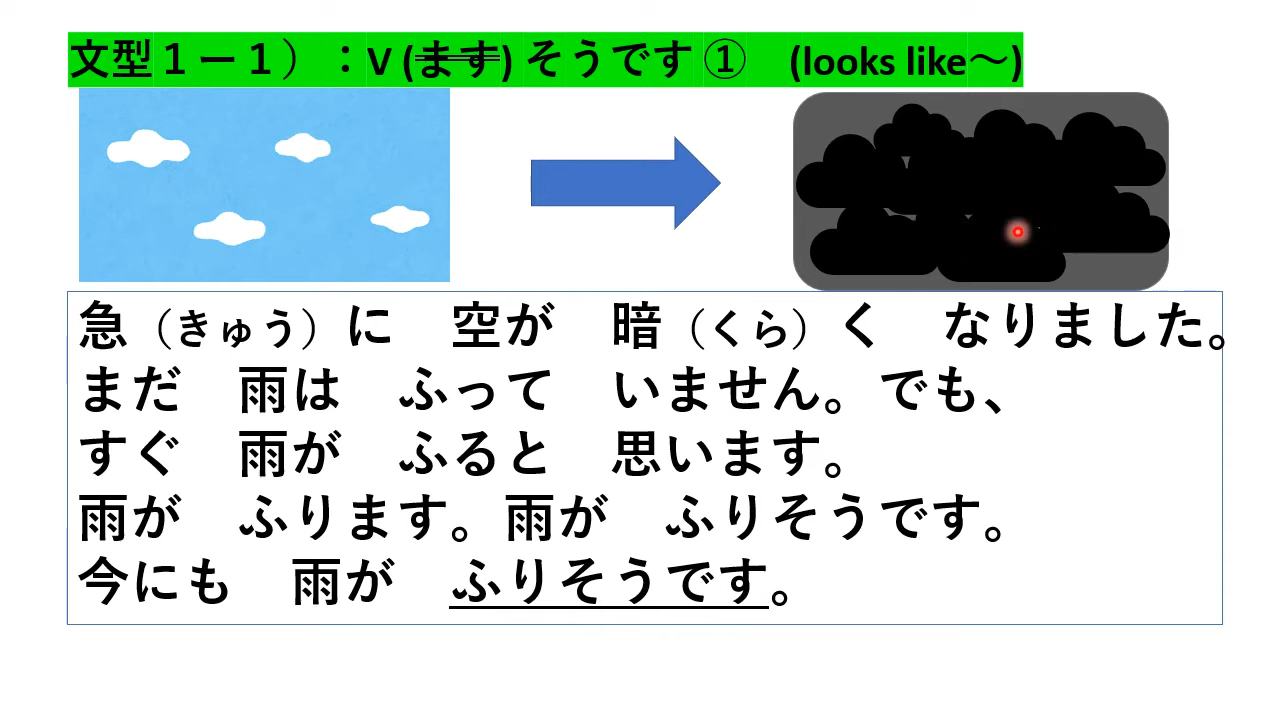 文型１ー１）：V (ます) そうです ①　(looks like～)
急（きゅう）に　空が　暗（くら）く　なりました。
まだ　雨は　ふって　いません。でも、
すぐ　雨が　ふると　思います。
雨が　ふります。雨が　ふりそうです。
今にも　雨が　ふりそうです。